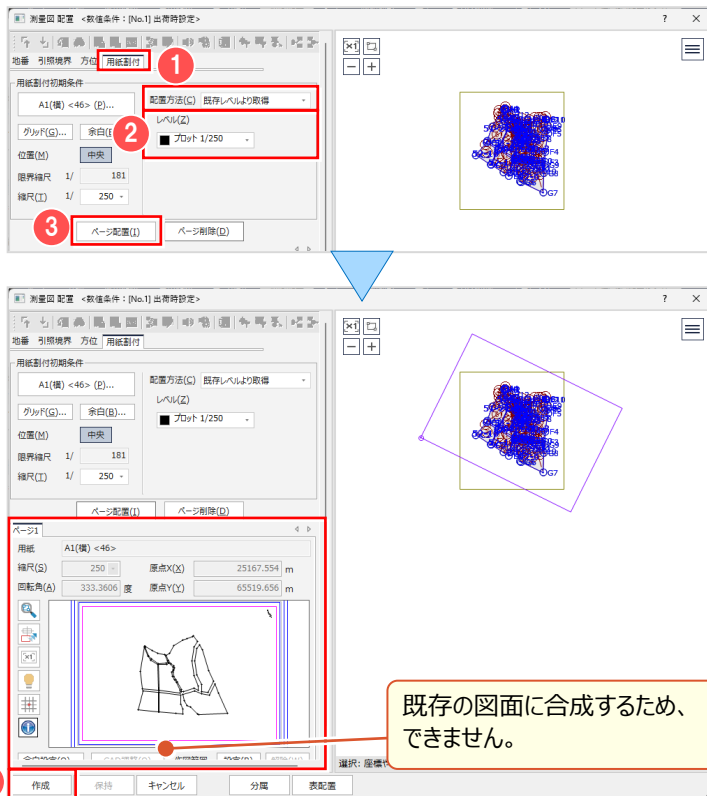 測量図 配置 <数値条件：[No.1] 出荷時設定>
? ×
地番 引照境界 方位 用紙割付
1
用紙割付初期条件
A1(横) <46> (P)...
配置方法(C) 既存レベルより取得
グリッド(G)...
2
レベル(Z)
プロット 1/250
位置(M) 中央
限界縮尺 1/ 181
縮尺(T) 1/ 250
3
ページ配置(I) ページ削除(D)
×1
G7
測量図 配置 <数値条件：[No.1] 出荷時設定>
? ×
地番 引照境界 方位 用紙割付
用紙割付初期条件
A1(横) <46> (P)...
配置方法(C) 既存レベルより取得
グリッド(G)... 余白(B)...
レベル(Z)
プロット 1/250
位置(M) 中央
限界縮尺 1/ 181
縮尺(T) 1/ 250
ページ配置(I) ページ削除(D)
×1
G7
ページ1
用紙 A1(横) <46>
縮尺(S) 250 原点X(X) 25167.554 m
回転角(A) 333.3606 度 原点Y(Y) 65519.656 m
×1
既存の図面に合成するため、
できません。
作成 保持 キャンセル 分属 表配置